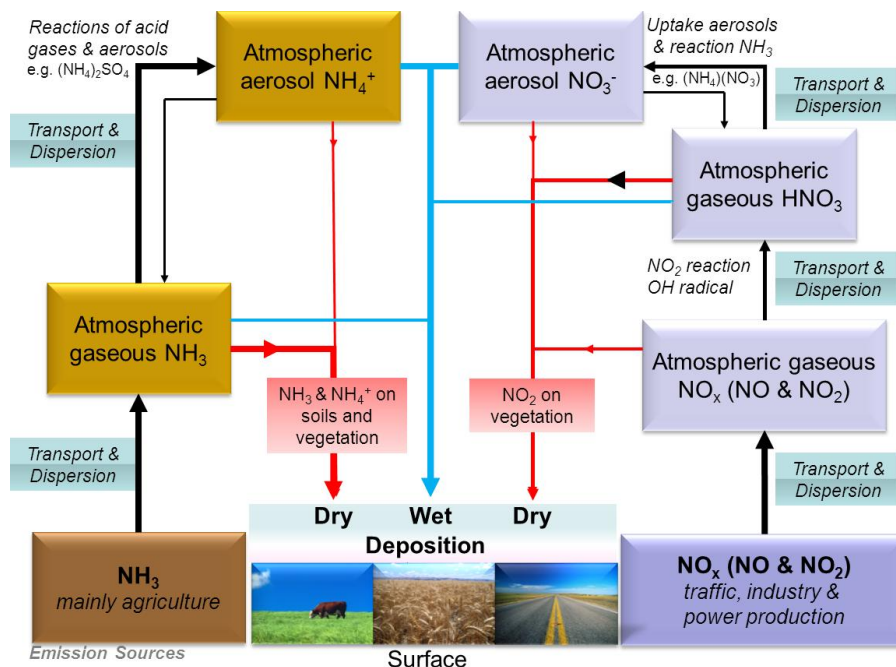 Reactions of acid
gases & aerosols
e.g. (NH₄)₂SO₄
Atmospheric
aerosol NH₄⁺
Atmospheric
aerosol NO₃⁻
Uptake aerosols
& reaction NH₃
e.g. (NH₄)(NO₃)
Transport &
Dispersion
Transport &
Dispersion
Atmospheric
gaseous HNO₃
NO₂ reaction
OH radical
Transport &
Dispersion
Atmospheric
gaseous NH₃
Atmospheric gaseous
NOₓ (NO & NO₂)
NH₃ & NH₄⁺ on
soils and
vegetation
NO₂ on
vegetation
Transport &
Dispersion
Transport &
Dispersion
Dry Wet Dry
Deposition
NH₃
mainly agriculture
NOₓ (NO & NO₂)
traffic, industry &
power production
Emission Sources
Surface